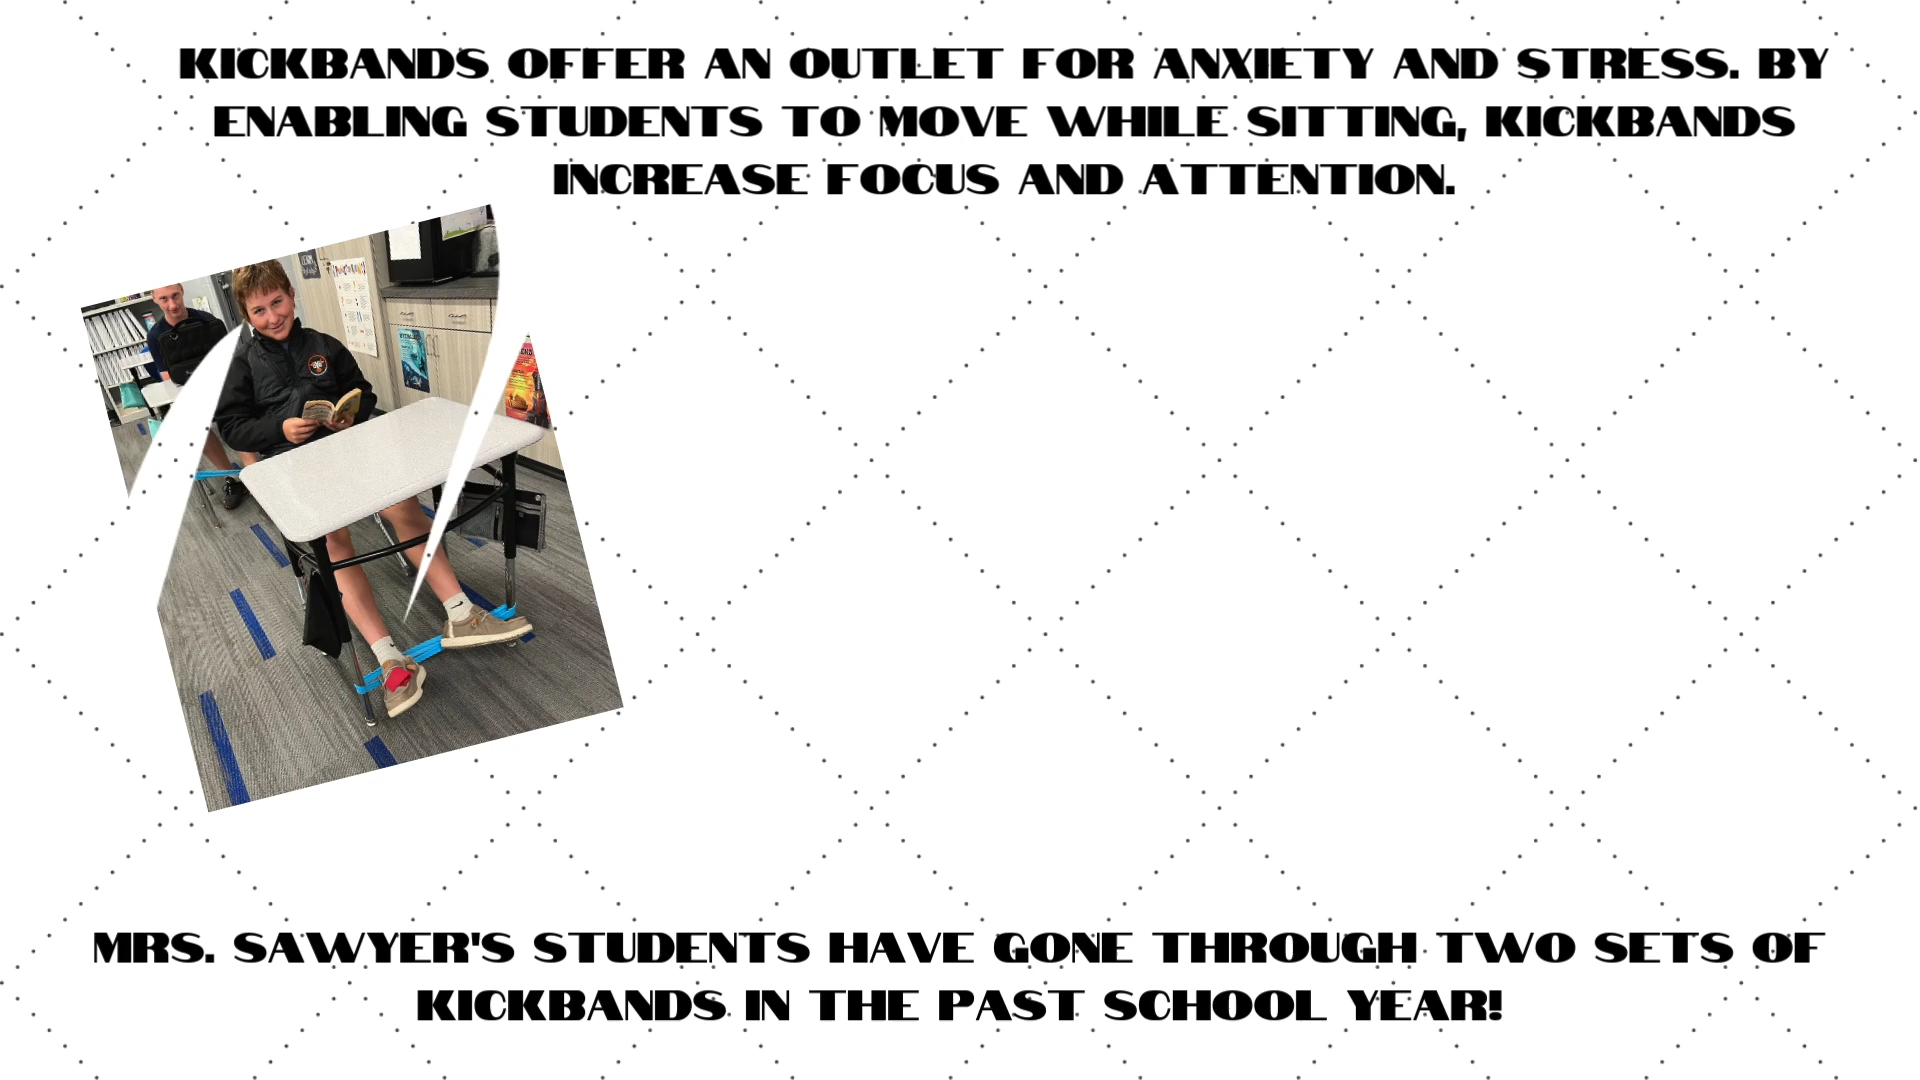 KICKBANDS OFFER AN OUTLET FOR ANXIETY AND STRESS. BY
ENABLING STUDENTS TO MOVE WHILE SITTING, KICKBANDS
INCREASE FOCUS AND ATTENTION.
MRS. SAWYER'S STUDENTS HAVE GONE THROUGH TWO SETS OF
KICKBANDS IN THE PAST SCHOOL YEAR!